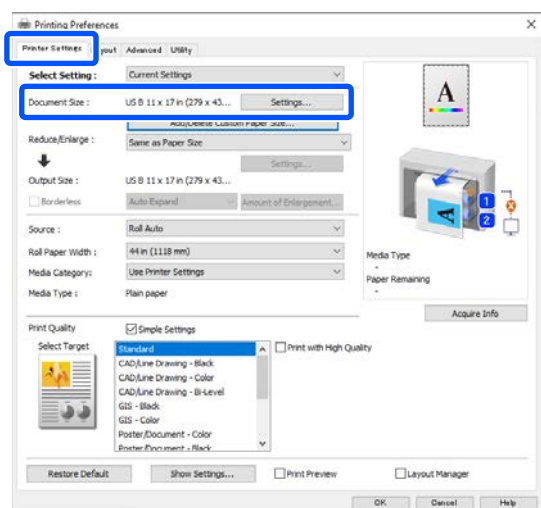 Printing Preferences
Printer Settings yout Advanced Utility
Select Setting : Current Settings
Document Size : US B 11 x 17 in (279 x 43... Settings...
Add/Delete Custom Paper Size...
Reduce/Enlarge : Same as Paper Size
Settings...
Output Size : US B 11 x 17 in (279 x 43...
Borderless Auto Expand Amount of Enlargement...
Source : Roll Auto
Roll Paper Width : 44 in (1118 mm)
Media Category: Use Printer Settings
Media Type : Plain paper
A
A
1
2
Media Type
-
Paper Remaining
-
Acquire Info
Print Quality Simple Settings
Select Target Standard Print with High Quality
CAD/Line Drawing - Black
CAD/Line Drawing - Color
CAD/Line Drawing - Bi-Level
GIS - Black
GIS - Color
Poster/Document - Color
Poster/Document - Black
Restore Default Show Settings... Print Preview Layout Manager
OK Cancel Help